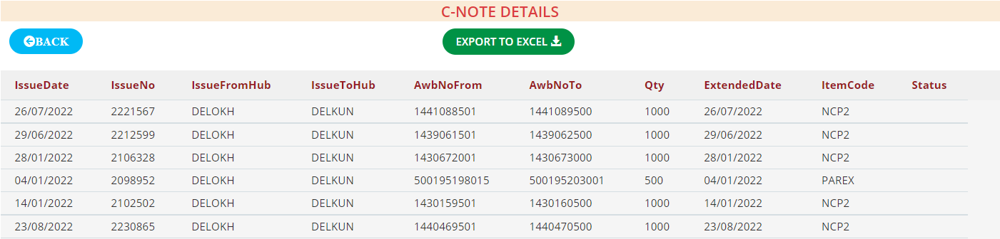 C-NOTE DETAILS
BACK
EXPORT TO EXCEL
IssueDate IssueNo IssueFromHub IssueToHub AwbNoFrom AwbNoTo Qty ExtendedDate ItemCode Status
26/07/2022 2221567 DELOKH DELKUN 1441088501 1441089500 1000 26/07/2022 NCP2
29/06/2022 2212599 DELOKH DELKUN 1439061501 1439062500 1000 29/06/2022 NCP2
28/01/2022 2106328 DELOKH DELKUN 1430672001 1430673000 1000 28/01/2022 NCP2
04/01/2022 2098952 DELOKH DELKUN 500195198015 500195203001 500 04/01/2022 PAREX
14/01/2022 2102502 DELOKH DELKUN 1430159501 1430160500 1000 14/01/2022 NCP2
23/08/2022 2230865 DELOKH DELKUN 1440469501 1440470500 1000 23/08/2022 NCP2